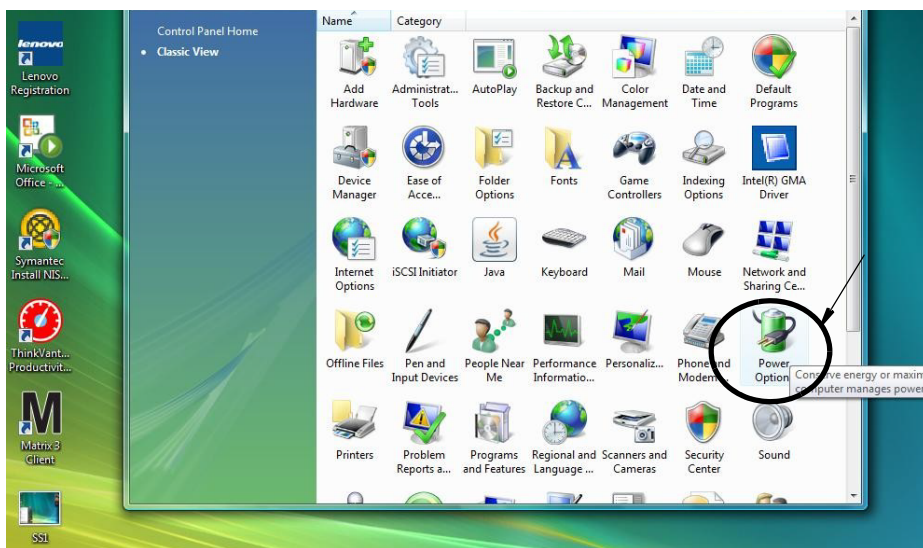 lenovo
Lenovo
Registration
Microsoft
Office - ...
Symantec
Install NIS...
ThinkVant...
Productivit...
Matrix3
Client
SS1
Control Panel Home
Classic View
Name Category
Add
Hardware
Administrat...
Tools
AutoPlay
Backup and
Restore C...
Color
Management
Date and
Time
Default
Programs
Device
Manager
Ease of
Acce...
Folder
Options
Fonts
Game
Controllers
Indexing
Options
Intel(R) GMA
Driver
Internet
Options
iSCSI Initiator
Java
Keyboard
Mail
Mouse
Network and
Sharing Ce...
Offline Files
Pen and
Input Devices
People Near
Me
Performance
Informatio...
Personaliz...
Phone and
Modem...
Power
Option
Conserve energy or maxim
computer manages power
Printers
Problem
Reports a...
Programs
and Features
Regional and
Language ...
Scanners and
Cameras
Security
Center
Sound